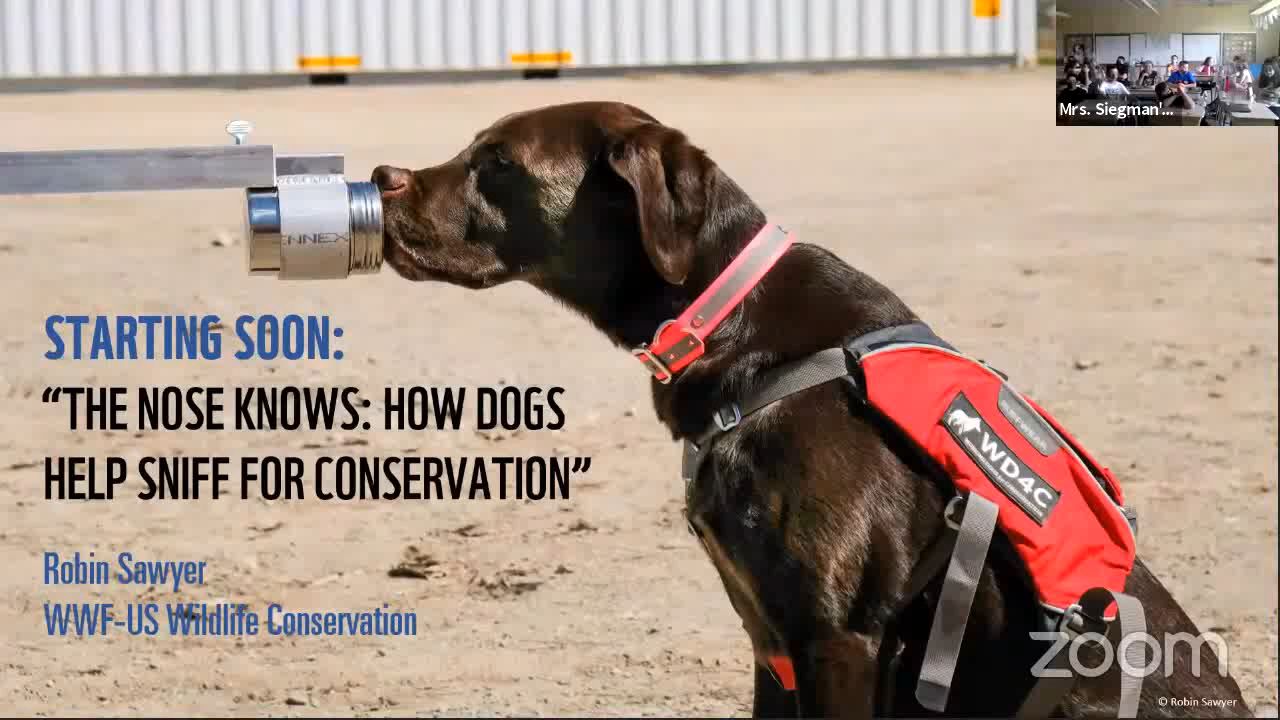 Mrs. Siegman'...
NNEX
STARTING SOON:
“THE NOSE KNOWS: HOW DOGS
HELP SNIFF FOR CONSERVATION”
WD4C
Robin Sawyer
WWF-US Wildlife Conservation
zoom
© Robin Sawyer